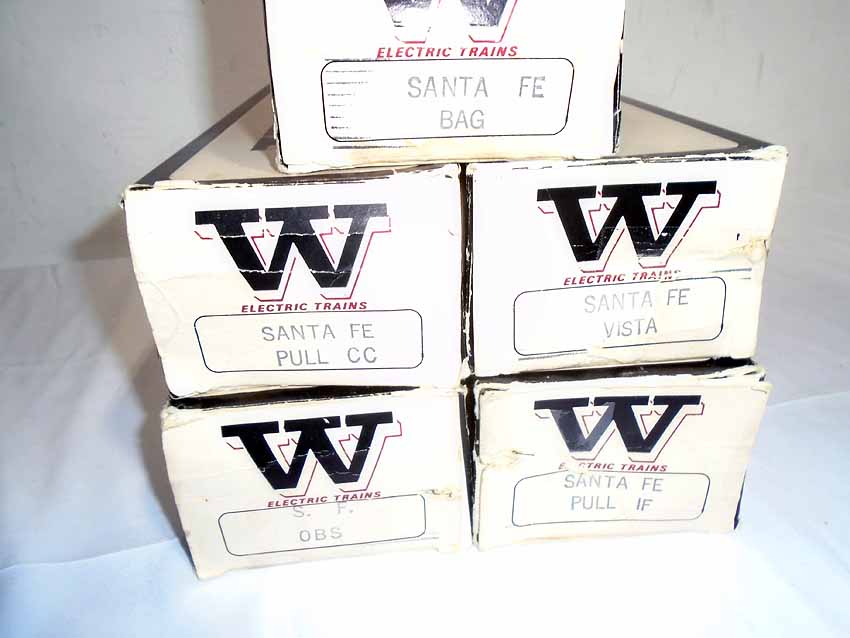 W
ELECTRIC TRAINS
SANTA FE
BAG
W
ELECTRIC TRAINS
SANTA FE
PULL CC
W
ELECTRIC TRAINS
SANTA FE
VISTA
W
ELECTRIC TRAINS
S. F.
OBS
W
ELECTRIC TRAINS
SANTA FE
PULL IF